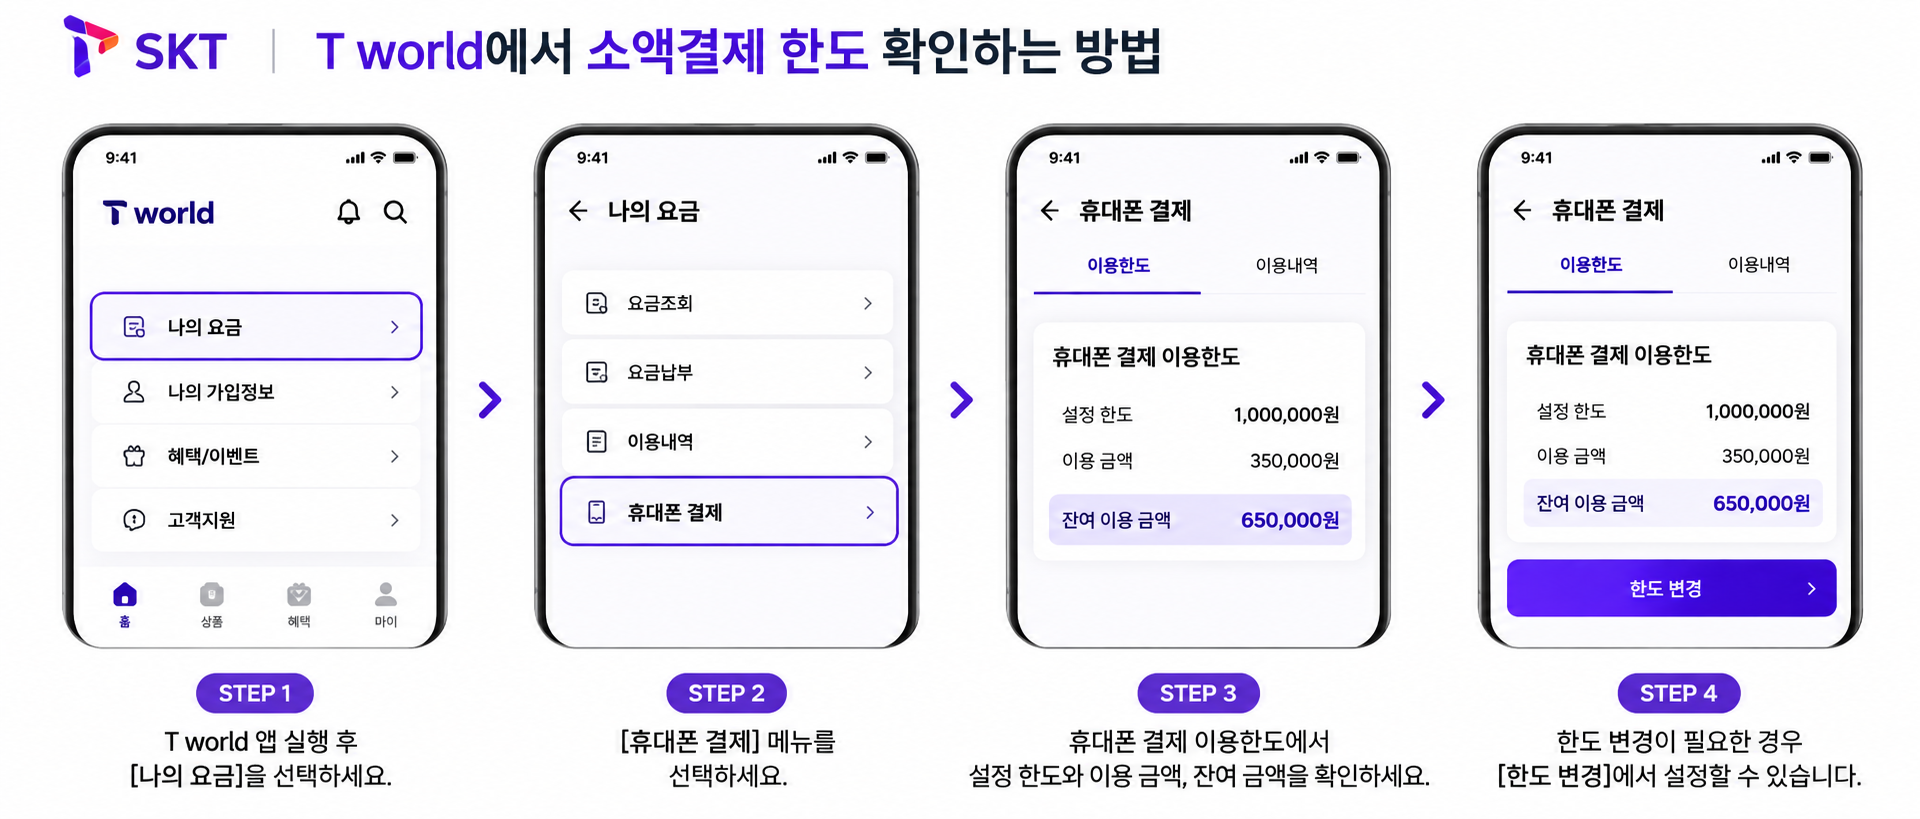 SKT | T world에서 소액결제 한도 확인하는 방법
9:41
T world
나의 요금
나의 가입정보
혜택/이벤트
고객지원
홈
상품
혜택
마이
STEP 1
T world 앱 실행 후
[나의 요금]을 선택하세요.
9:41
나의 요금
요금조회
요금납부
이용내역
휴대폰 결제
STEP 2
[휴대폰 결제] 메뉴를
선택하세요.
9:41
휴대폰 결제
이용한도 이용내역
휴대폰 결제 이용한도
설정 한도 1,000,000원
이용 금액 350,000원
잔여 이용 금액 650,000원
STEP 3
휴대폰 결제 이용한도에서
설정 한도와 이용 금액, 잔여 금액을 확인하세요.
9:41
휴대폰 결제
이용한도 이용내역
휴대폰 결제 이용한도
설정 한도 1,000,000원
이용 금액 350,000원
잔여 이용 금액 650,000원
한도 변경
STEP 4
한도 변경이 필요한 경우
[한도 변경]에서 설정할 수 있습니다.